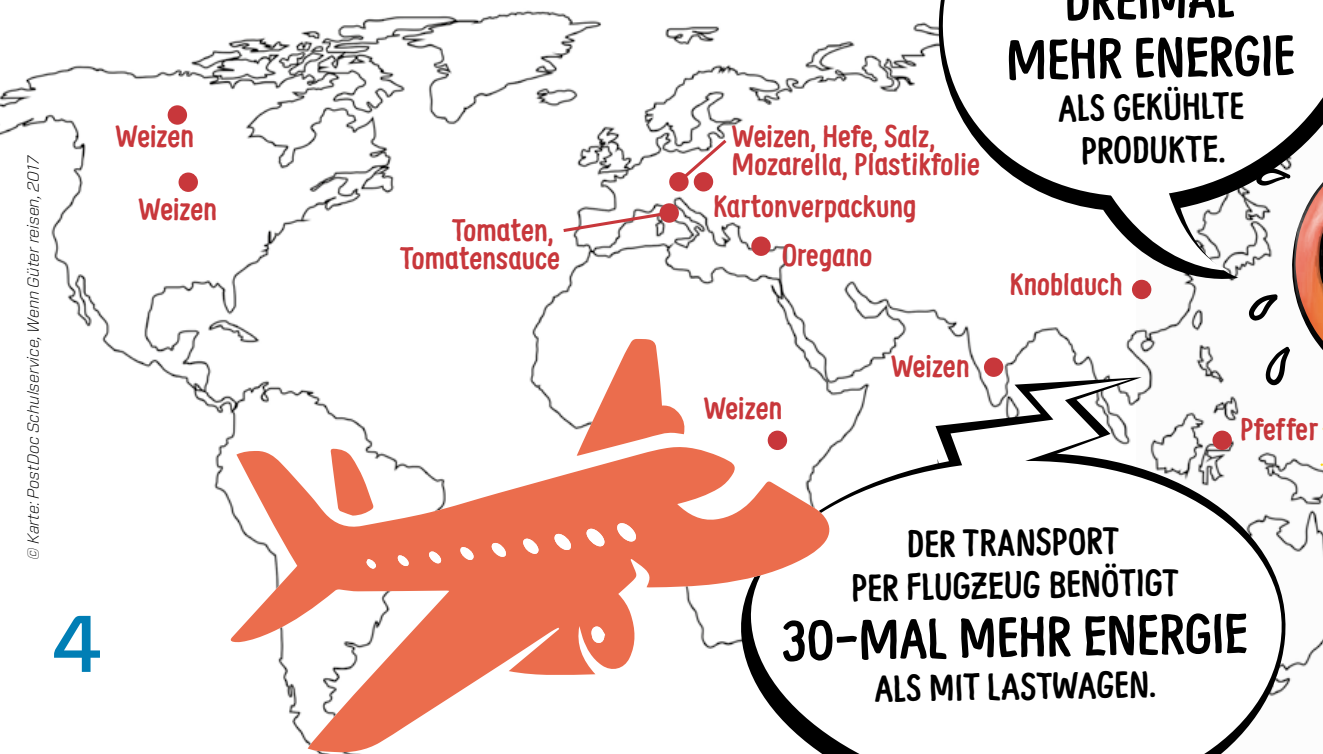 DREIMAL
MEHR ENERGIE
ALS GEKÜHLTE
PRODUKTE.
Weizen
Weizen
Weizen, Hefe, Salz,
Mozarella, Plastikfolie
Kartonverpackung
Tomaten,
Tomatensauce
Oregano
Knoblauch
Weizen
Weizen
Pfeffer
DER TRANSPORT
PER FLUGZEUG BENÖTIGT
30-MAL MEHR ENERGIE
ALS MIT LASTWAGEN.
© Karte: PostDoc Schulservice, Wenn Güter reisen, 2017
4